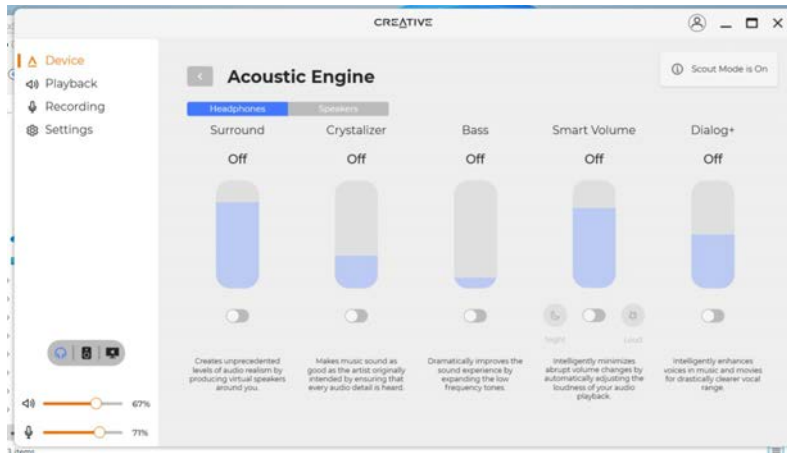 CREATIVE
Device
Playback
Recording
Settings
Acoustic Engine
Scout Mode is On
Headphones
Speakers
Surround
Crystalizer
Bass
Smart Volume
Dialog+
Off
Off
Off
Off
Off
Night
Loud
Creates unprecedented
levels of audio realism by
producing virtual speakers
around you.
Makes music sound as
good as the artist originally
intended by ensuring that
every audio detail is heard.
Dramatically improves the
sound experience by
expanding the low
frequency tones.
Intelligently minimizes
abrupt volume changes by
automatically adjusting the
loudness of your audio
playback.
Intelligently enhances
voices in music and movies
for drastically clearer vocal
range.
67%
71%
items